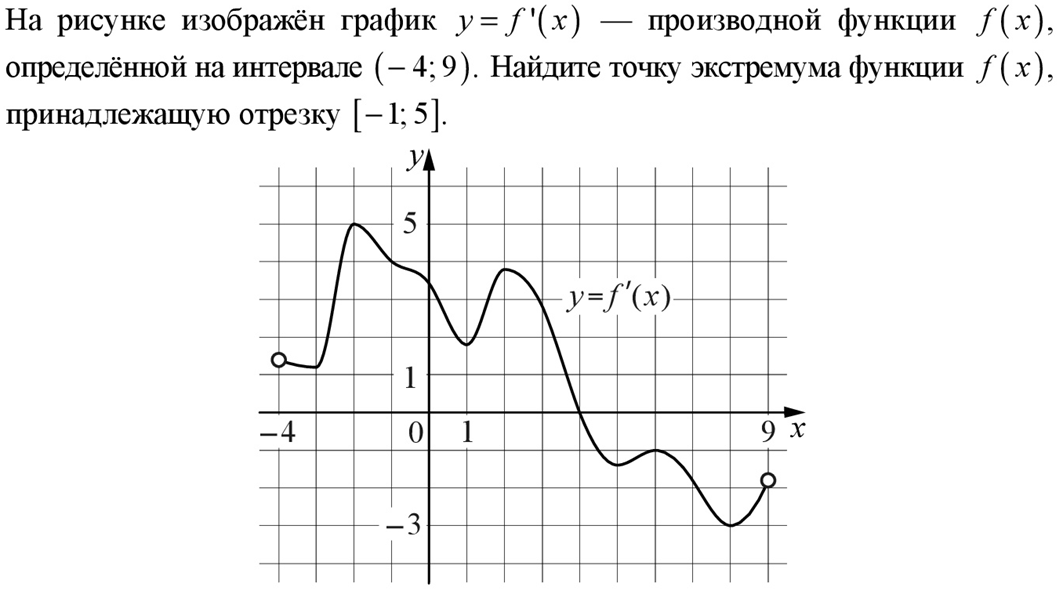 На рисунке изображён график y = f '(x) — производной функции f(x),
определённой на интервале (− 4; 9). Найдите точку экстремума функции f(x),
принадлежащую отрезку [−1; 5].
y
5
y=f′(x)
1
−4 0 1 9 x
−3